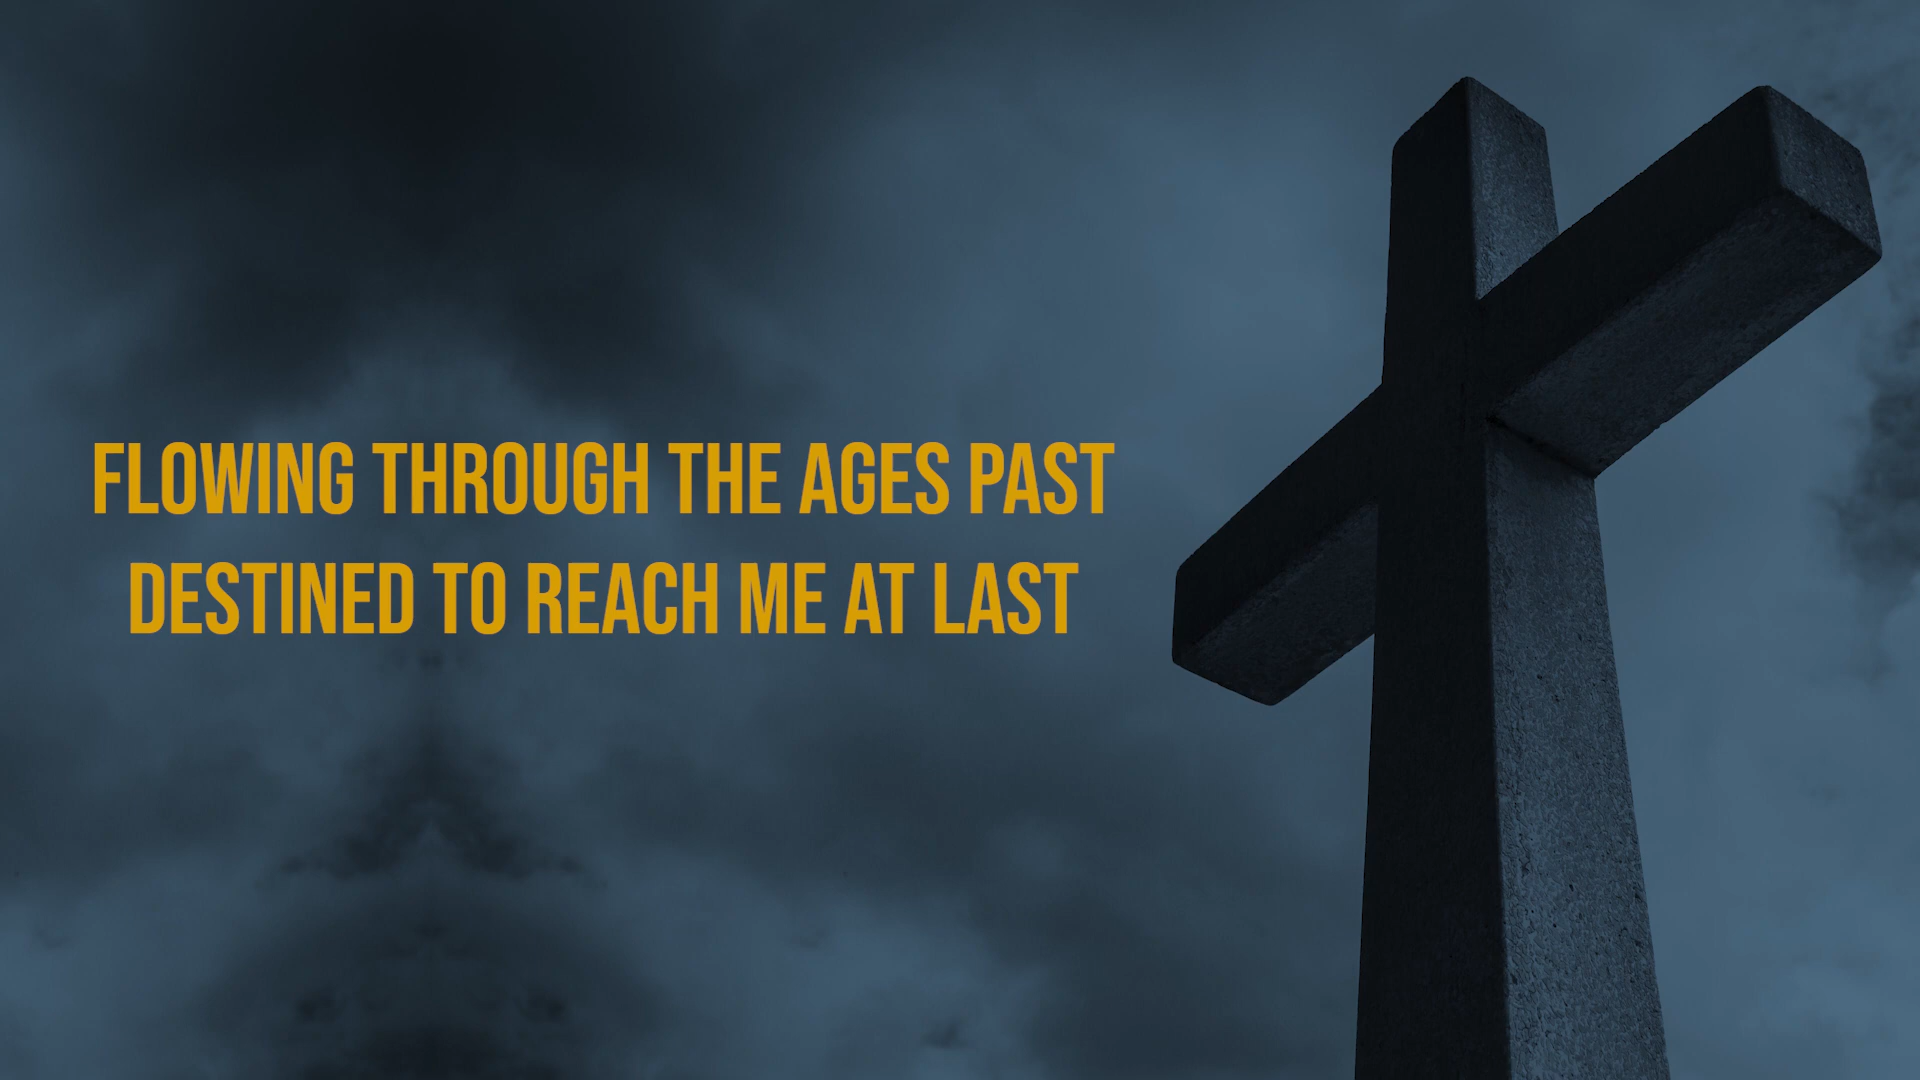 FLOWING THROUGH THE AGES PAST
DESTINED TO REACH ME AT LAST